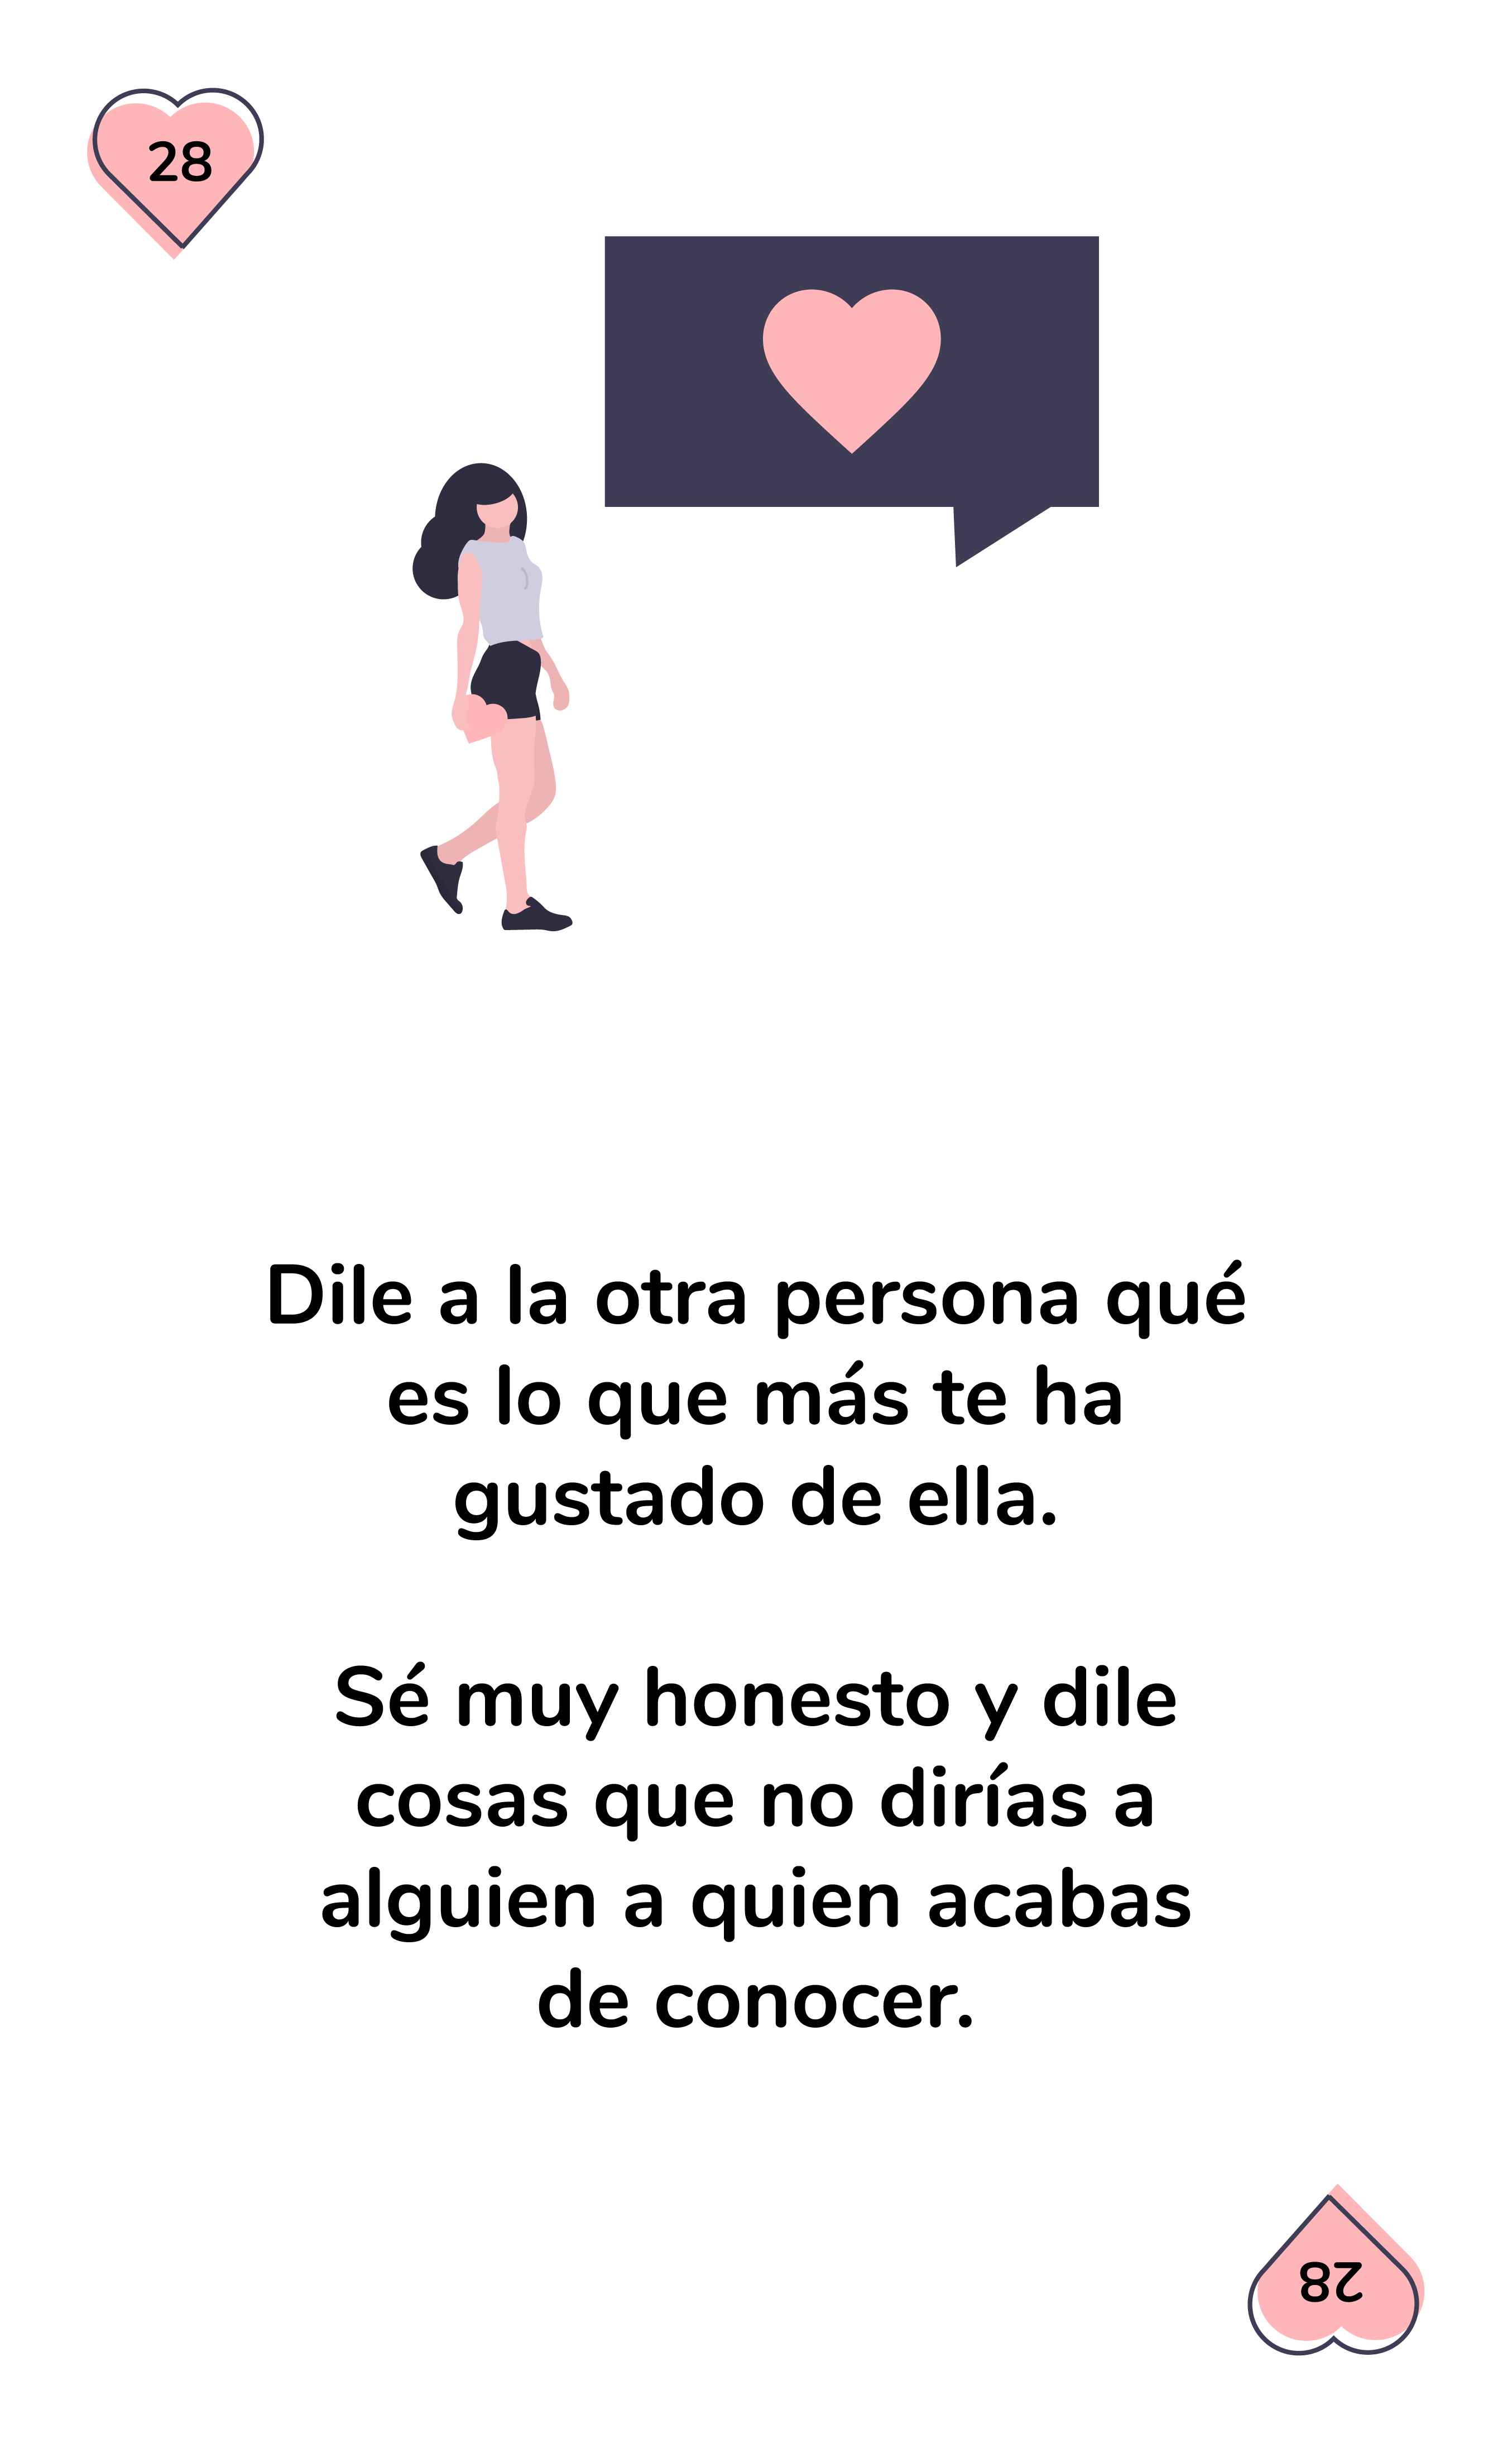 28
Dile a la otra persona qué
es lo que más te ha
gustado de ella.
Sé muy honesto y dile
cosas que no dirías a
alguien a quien acabas
de conocer.
28